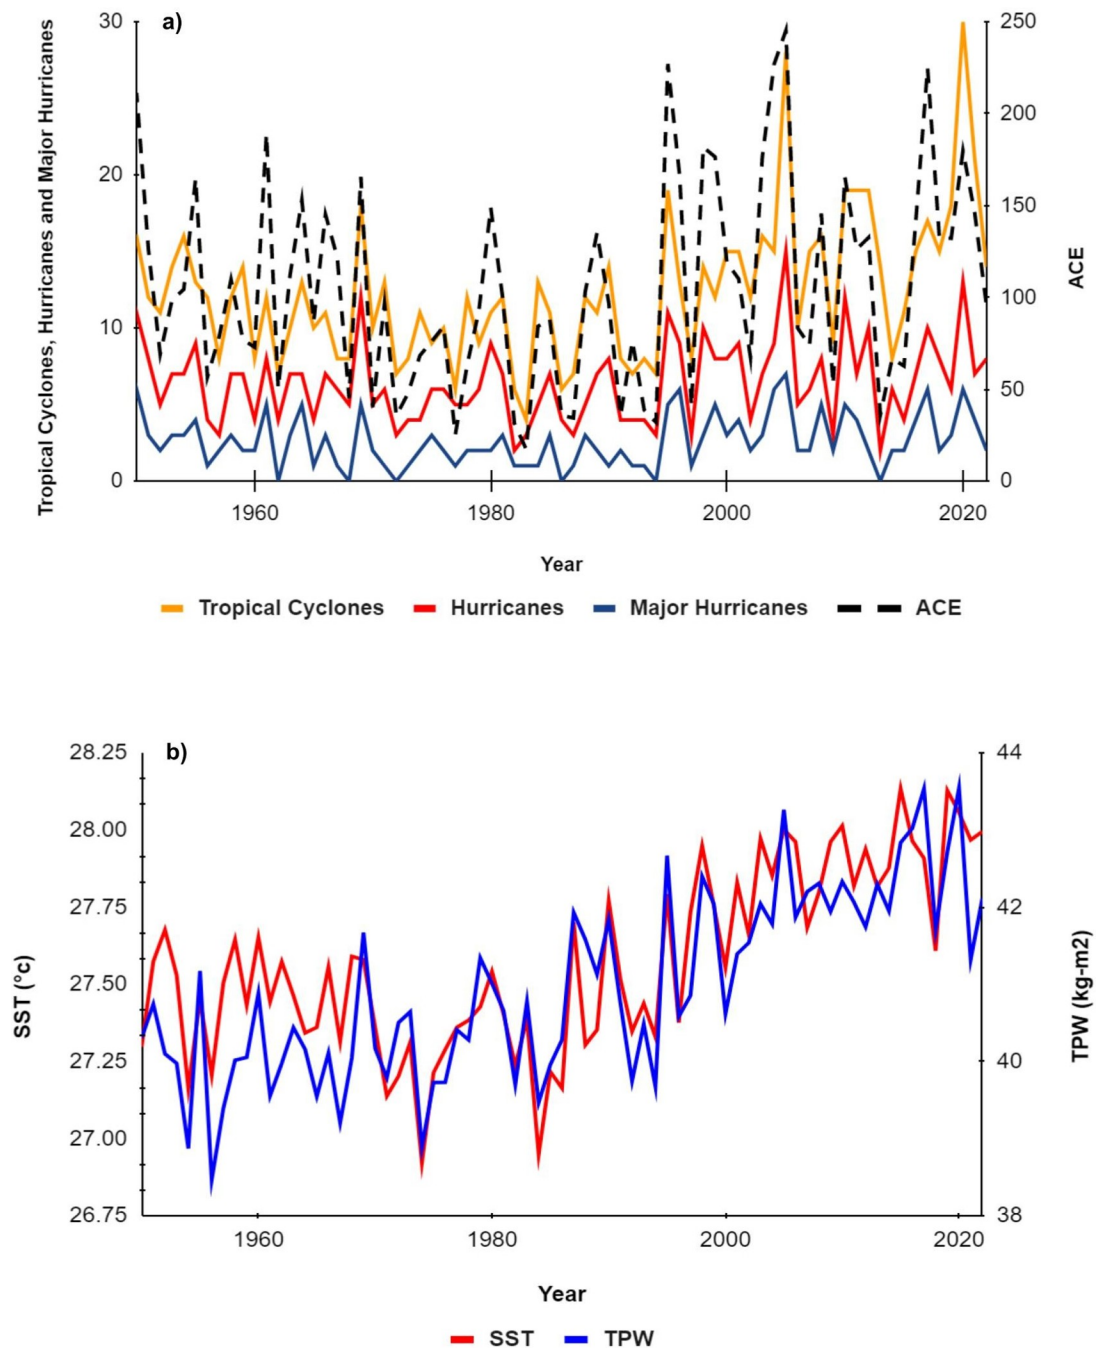 a)
Tropical Cyclones, Hurricanes and Major Hurricanes
30
20
10
0
250
200
150
100
50
0
ACE
1960 1980 2000 2020
Year
Tropical Cyclones Hurricanes Major Hurricanes ACE
b)
SST (°c)
28.25
28.00
27.75
27.50
27.25
27.00
26.75
44
42
40
38
TPW (kg-m2)
1960 1980 2000 2020
Year
SST TPW